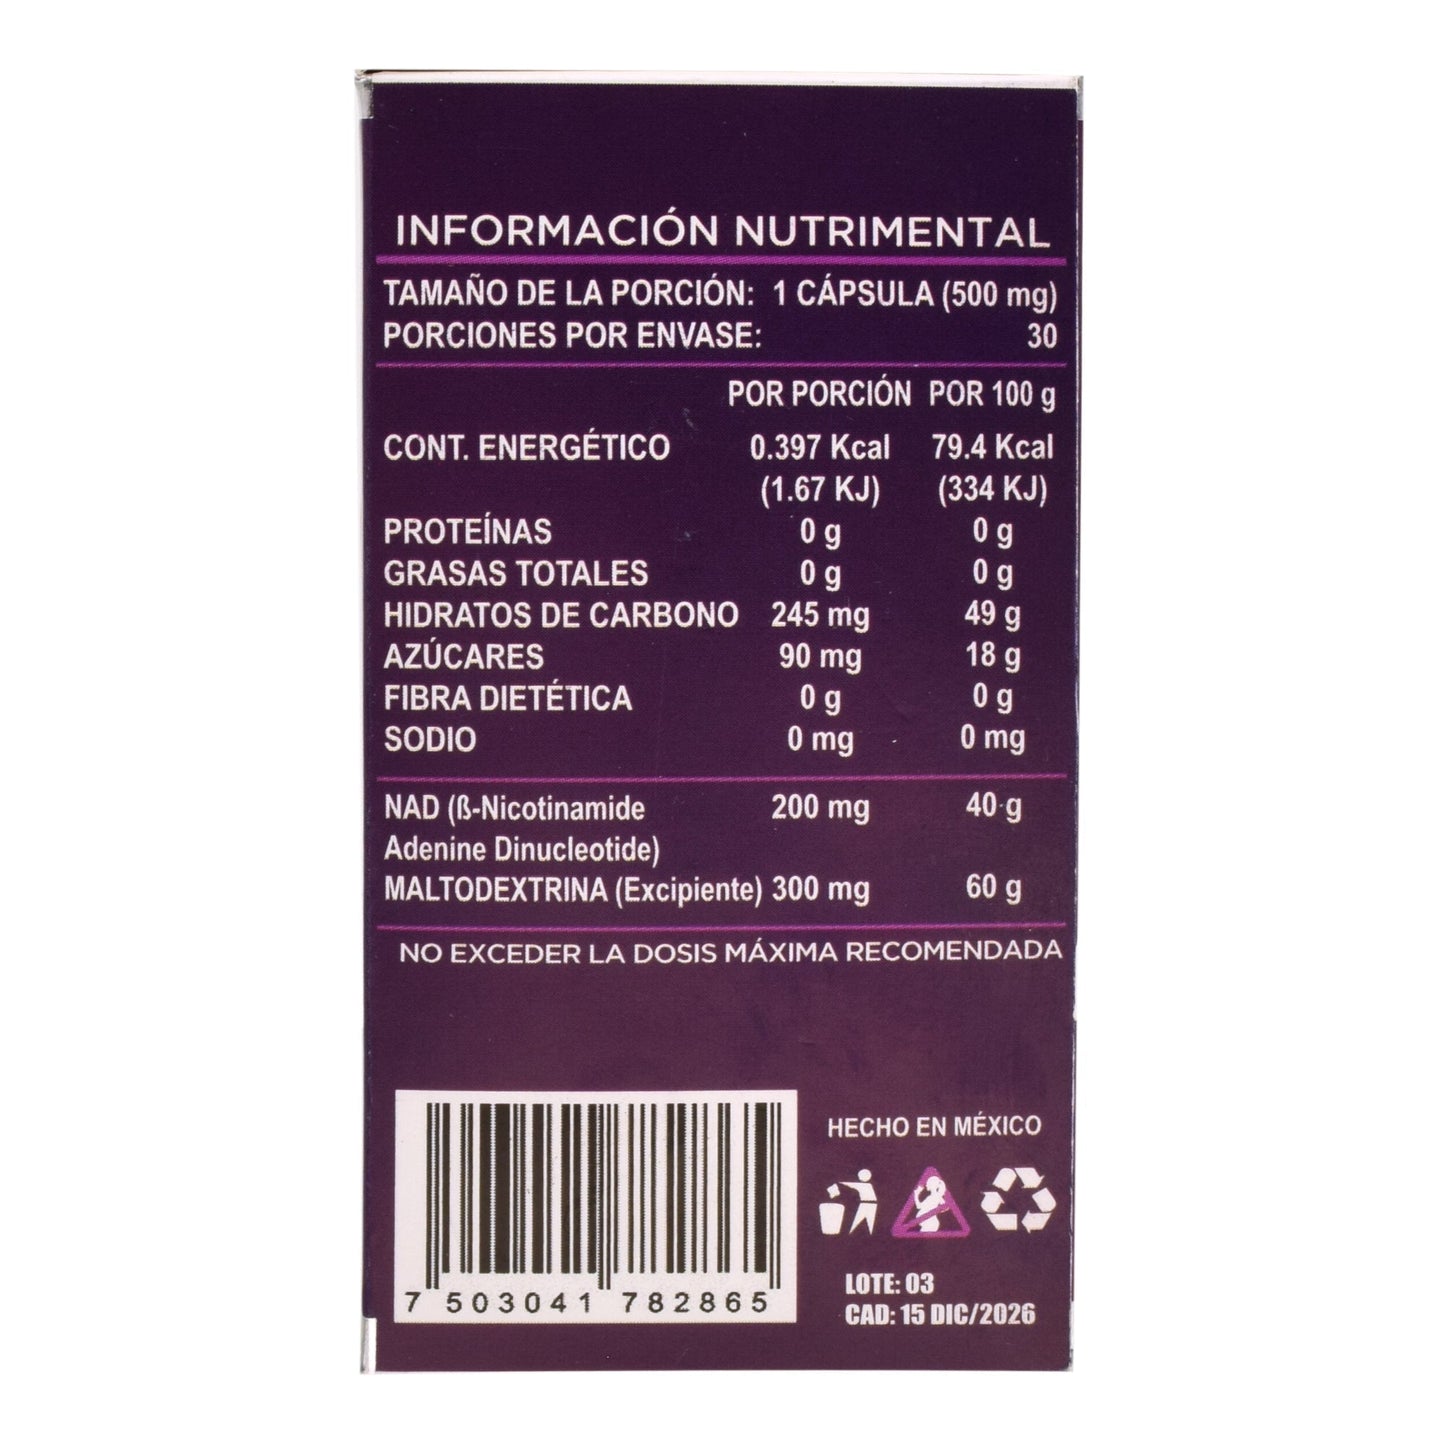 INFORMACIÓN NUTRIMENTAL
TAMAÑO DE LA PORCIÓN: 1 CÁPSULA (500 mg)
PORCIONES POR ENVASE: 30
POR PORCIÓN POR 100 g
CONT. ENERGÉTICO 0.397 Kcal 79.4 Kcal
(1.67 KJ) (334 KJ)
PROTEÍNAS 0 g 0 g
GRASAS TOTALES 0 g 0 g
HIDRATOS DE CARBONO 245 mg 49 g
AZÚCARES 90 mg 18 g
FIBRA DIETÉTICA 0 g 0 g
SODIO 0 mg 0 mg
NAD (ß-Nicotinamide 200 mg 40 g
Adenine Dinucleotide)
MALTODEXTRINA (Excipiente) 300 mg 60 g
NO EXCEDER LA DOSIS MÁXIMA RECOMENDADA
HECHO EN MÉXICO
7 503041 782865
LOTE: 03
CAD: 15 DIC/2026